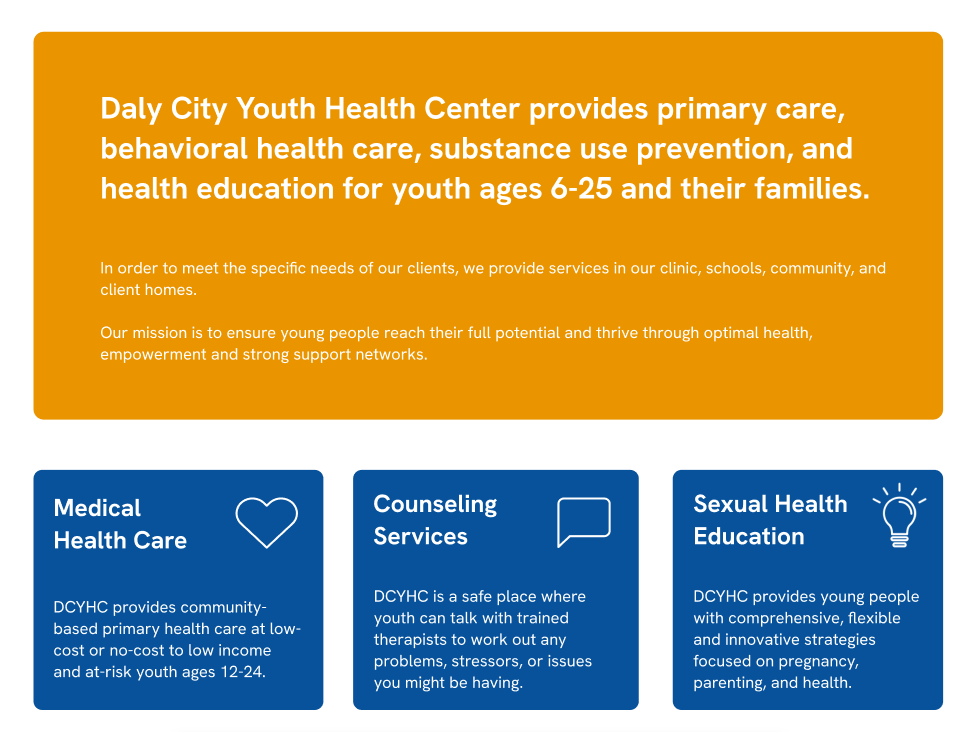 Daly City Youth Health Center provides primary care,
behavioral health care, substance use prevention, and
health education for youth ages 6-25 and their families.
In order to meet the specific needs of our clients, we provide services in our clinic, schools, community, and
client homes.
Our mission is to ensure young people reach their full potential and thrive through optimal health,
empowerment and strong support networks.
Medical
Health Care
DCYHC provides community-
based primary health care at low-
cost or no-cost to low income
and at-risk youth ages 12-24.
Counseling
Services
DCYHC is a safe place where
youth can talk with trained
therapists to work out any
problems, stressors, or issues
you might be having.
Sexual Health
Education
DCYHC provides young people
with comprehensive, flexible
and innovative strategies
focused on pregnancy,
parenting, and health.